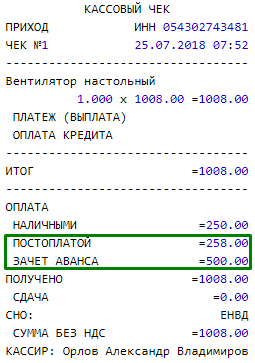 КАССОВЫЙ ЧЕК
ПРИХОД ИНН 054302743481
ЧЕК №1 25.07.2018 07:52
Вентилятор настольный
1.000 x 1008.00 =1008.00
ПЛАТЕЖ (ВЫПЛАТА)
ОПЛАТА КРЕДИТА
ИТОГ =1008.00
ОПЛАТА
НАЛИЧНЫМИ =250.00
ПОСТОПЛАТОЙ =258.00
ЗАЧЕТ АВАНСА =500.00
ПОЛУЧЕНО =1008.00
СДАЧА =0.00
СНО: ЕНВД
СУММА БЕЗ НДС =1008.00
КАССИР: Орлов Александр Владимиров